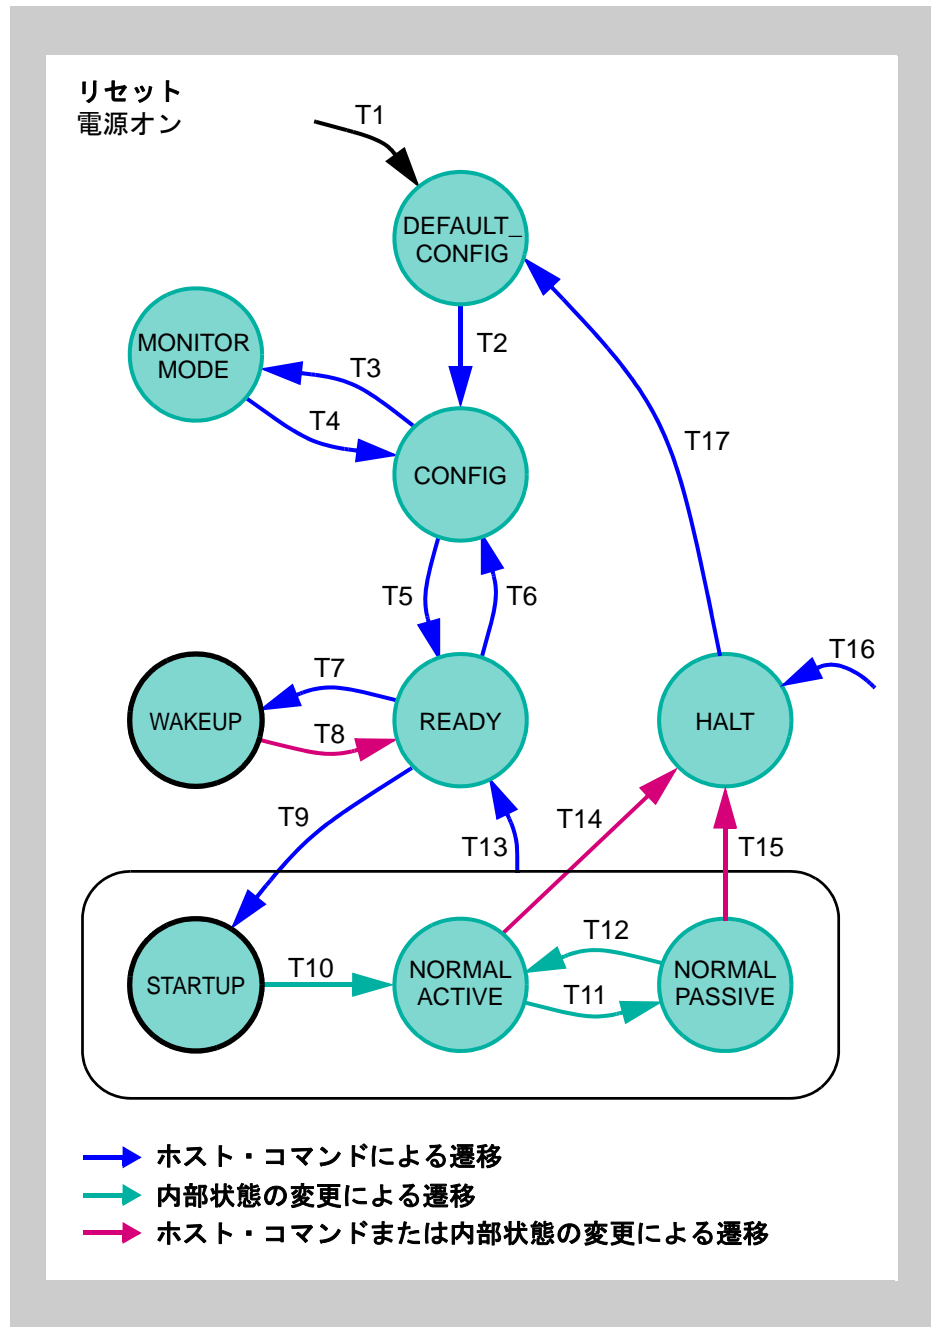 リセット
電源オン
T1
DEFAULT_
CONFIG
T2
MONITOR
MODE
T3
T4
CONFIG
T17
T5
T6
T16
T7
WAKEUP
T8
READY
HALT
T9
T13
T14
T15
STARTUP
T10
NORMAL
ACTIVE
T12
T11
NORMAL
PASSIVE
ホスト・コマンドによる遷移
内部状態の変更による遷移
ホスト・コマンドまたは内部状態の変更による遷移